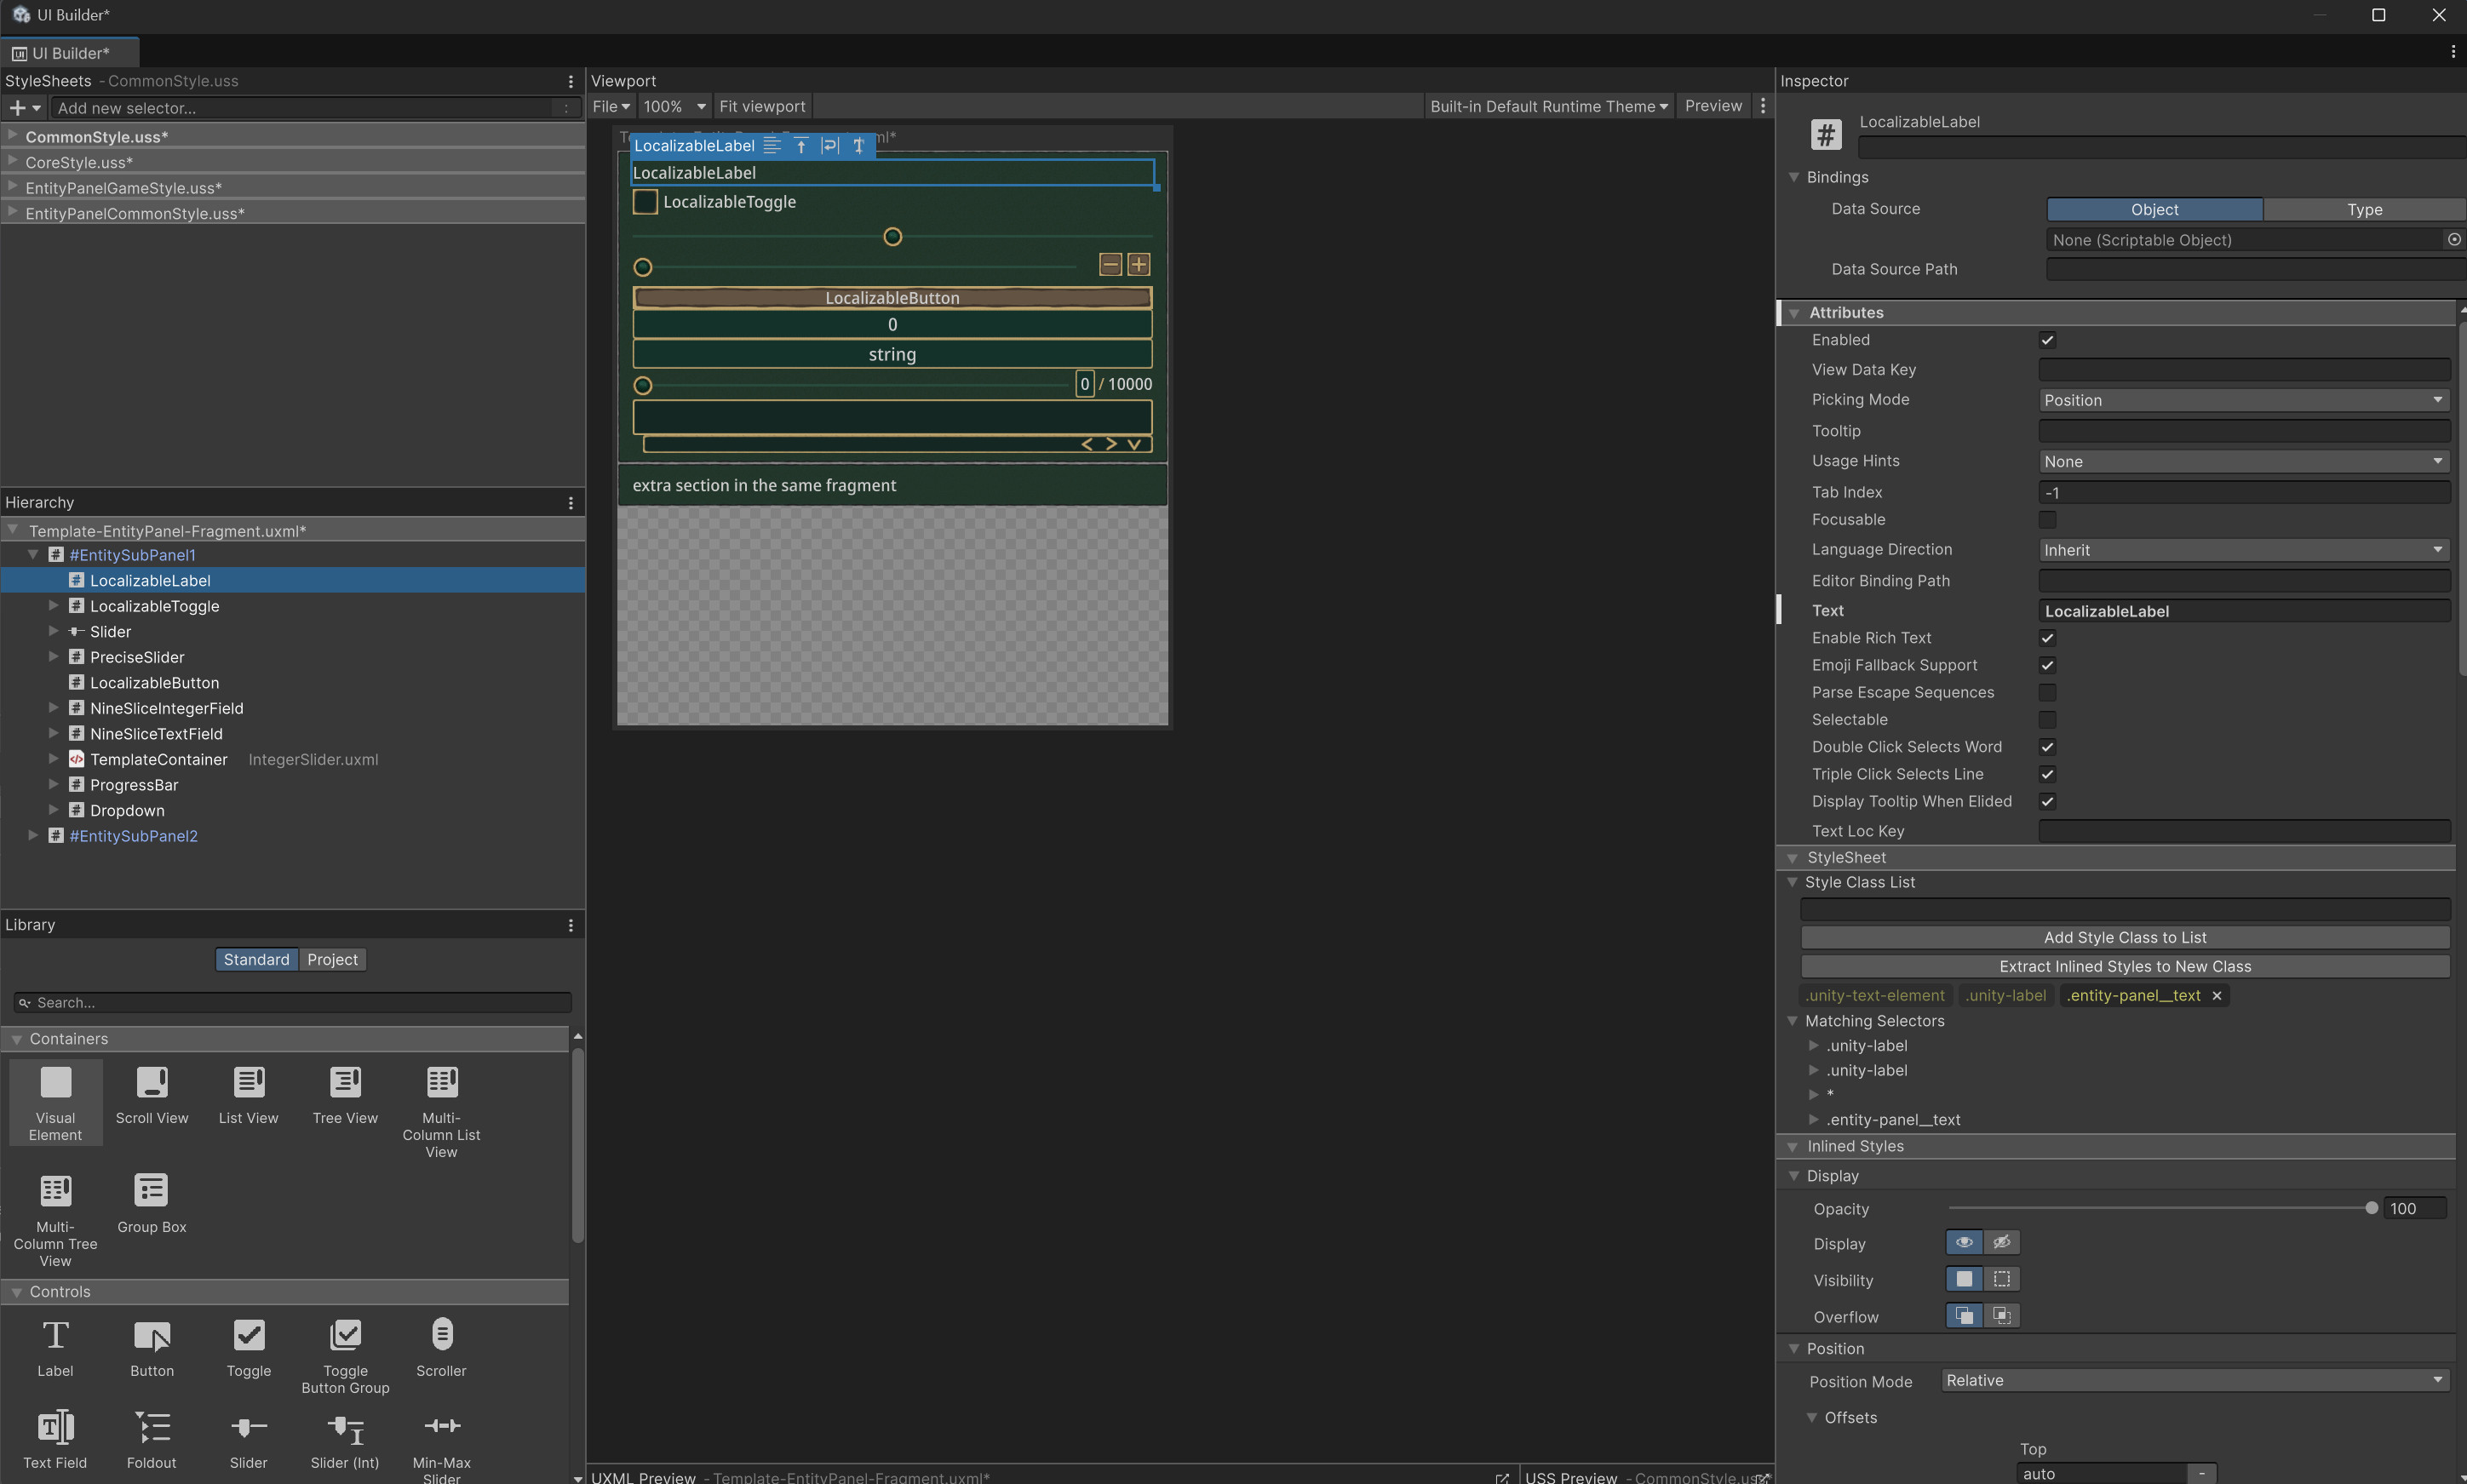 UI Builder*
UI Builder*
StyleSheets - CommonStyle.uss
Add new selector...
CommonStyle.uss*
CoreStyle.uss*
EntityPanelGameStyle.uss*
EntityPanelCommonStyle.uss*
Hierarchy
Template-EntityPanel-Fragment.uxml*
#EntitySubPanel1
LocalizableLabel
LocalizableToggle
Slider
PreciseSlider
LocalizableButton
NineSliceIntegerField
NineSliceTextField
TemplateContainer IntegerSlider.uxml
ProgressBar
Dropdown
#EntitySubPanel2
Library
Standard Project
Search...
Containers
Visual Element
Scroll View
List View
Tree View
Multi-Column List View
Multi-Column Tree View
Group Box
Controls
Label
Button
Toggle
Toggle Button Group
Scroller
Text Field
Foldout
Slider
Slider (Int)
Min-Max Slider
Viewport
File 100% Fit viewport Built-in Default Runtime Theme Preview
LocalizableLabel
LocalizableLabel
LocalizableToggle
LocalizableButton
0
string
0 / 10000
extra section in the same fragment
UXML Preview - Template-EntityPanel-Fragment.uxml*
USS Preview - CommonStyle.uss*
Inspector
LocalizableLabel
Bindings
Data Source Object Type
None (Scriptable Object)
Data Source Path
Attributes
Enabled
View Data Key
Picking Mode Position
Tooltip
Usage Hints None
Tab Index -1
Focusable
Language Direction Inherit
Editor Binding Path
Text LocalizableLabel
Enable Rich Text
Emoji Fallback Support
Parse Escape Sequences
Selectable
Double Click Selects Word
Triple Click Selects Line
Display Tooltip When Elided
Text Loc Key
StyleSheet
Style Class List
Add Style Class to List
Extract Inlined Styles to New Class
.unity-text-element .unity-label .entity-panel__text
Matching Selectors
.unity-label
.unity-label
*
.entity-panel__text
Inlined Styles
Display
Opacity 100
Display
Visibility
Overflow
Position
Position Mode Relative
Offsets
Top
auto -